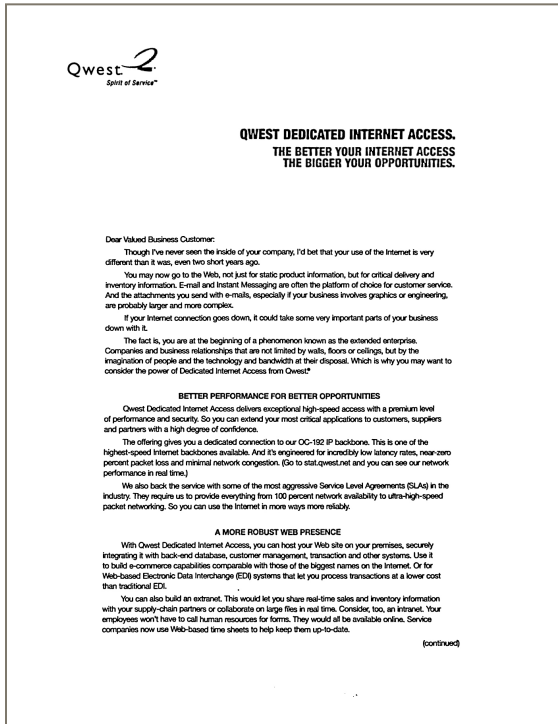 Qwest
Spirit of Service™
QWEST DEDICATED INTERNET ACCESS.
THE BETTER YOUR INTERNET ACCESS
THE BIGGER YOUR OPPORTUNITIES.
Dear Valued Business Customer:
Though I've never seen the inside of your company, I'd bet that your use of the Internet is very
different than it was, even two short years ago.
You may now go to the Web, not just for static product information, but for critical delivery and
inventory information. E-mail and Instant Messaging are often the platform of choice for customer service.
And the attachments you send with e-mails, especially if your business involves graphics or engineering,
are probably larger and more complex.
If your Internet connection goes down, it could take some very important parts of your business
down with it.
The fact is, you are at the beginning of a phenomenon known as the extended enterprise.
Companies and business relationships that are not limited by walls, floors or ceilings, but by the
imagination of people and the technology and bandwidth at their disposal. Which is why you may want to
consider the power of Dedicated Internet Access from Qwest®
BETTER PERFORMANCE FOR BETTER OPPORTUNITIES
Qwest Dedicated Internet Access delivers exceptional high-speed access with a premium level
of performance and security. So you can extend your most critical applications to customers, suppliers
and partners with a high degree of confidence.
The offering gives you a dedicated connection to our OC-192 IP backbone. This is one of the
highest-speed Internet backbones available. And it's engineered for incredibly low latency rates, near-zero
percent packet loss and minimal network congestion. (Go to stat.qwest.net and you can see our network
performance in real time.)
We also back the service with some of the most aggressive Service Level Agreements (SLAs) in the
industry. They require us to provide everything from 100 percent network availability to ultra-high-speed
packet networking. So you can use the Internet in more ways more reliably.
A MORE ROBUST WEB PRESENCE
With Qwest Dedicated Internet Access, you can host your Web site on your premises, securely
integrating it with back-end database, customer management, transaction and other systems. Use it
to build e-commerce capabilities comparable with those of the biggest names on the Internet. Or for
Web-based Electronic Data Interchange (EDI) systems that let you process transactions at a lower cost
than traditional EDI.
You can also build an extranet. This would let you share real-time sales and inventory information
with your supply-chain partners or collaborate on large files in real time. Consider, too, an intranet. Your
employees won't have to call human resources for forms. They would all be available online. Service
companies now use Web-based time sheets to help keep them up-to-date.
(continued)